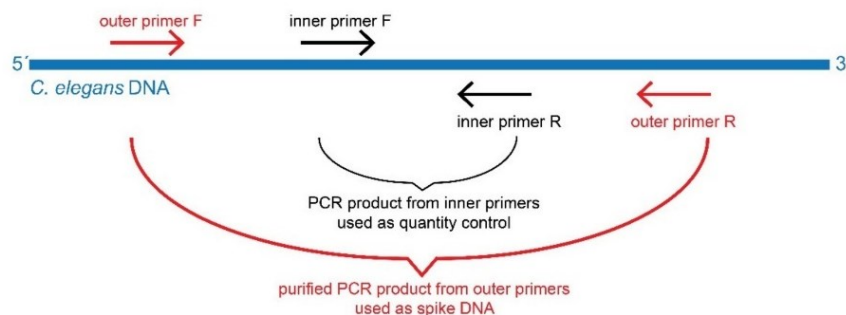 outer primer F
inner primer F
5´
3
C. elegans DNA
inner primer R
outer primer R
PCR product from inner primers
used as quantity control
purified PCR product from outer primers
used as spike DNA